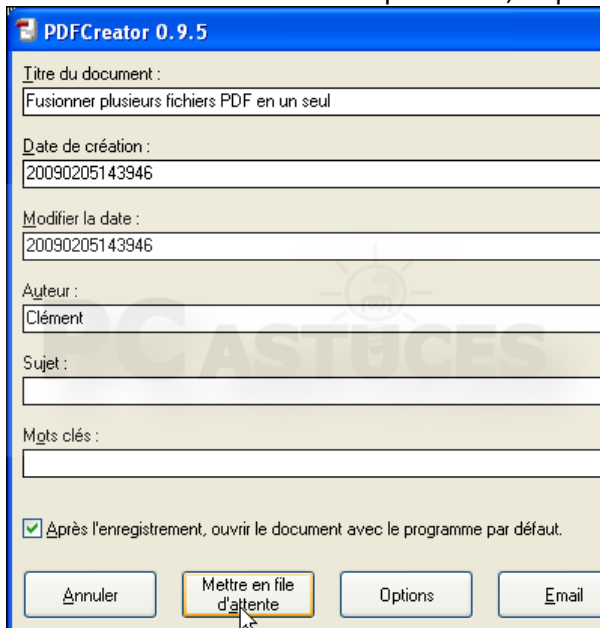 PDFCreator 0.9.5
Titre du document :
Fusionner plusieurs fichiers PDF en un seul
Date de création :
20090205143946
Modifier la date :
20090205143946
Auteur :
Clément
PC ASTUCES
Sujet :
Mots clés :
Après l'enregistrement, ouvrir le document avec le programme par défaut.
Annuler
Mettre en file
d'attente
Options
Email